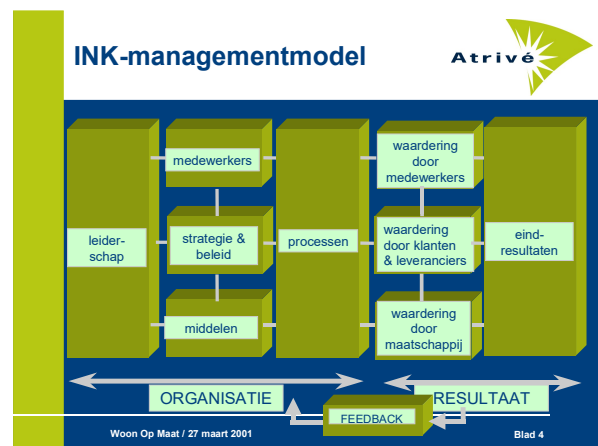 INK-managementmodel
Atrivé
leider-
schap
medewerkers
strategie &
beleid
middelen
processen
waardering
door
medewerkers
waardering
door klanten
& leveranciers
waardering
door
maatschappij
eind-
resultaten
ORGANISATIE
RESULTAAT
FEEDBACK
Woon Op Maat / 27 maart 2001
Blad 4